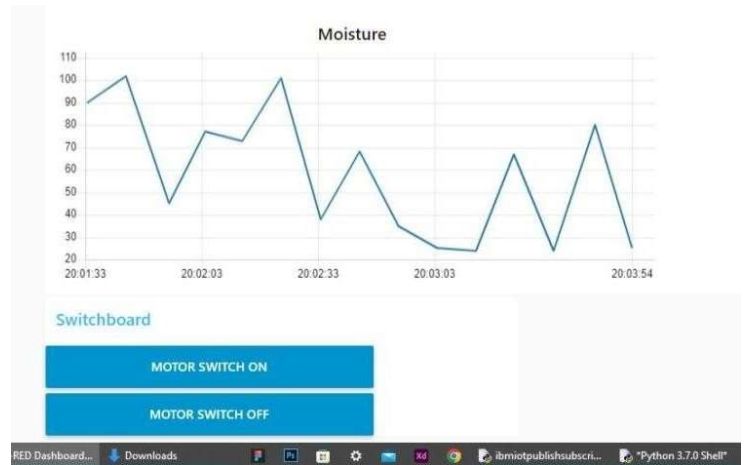 Moisture
110
100
90
80
70
60
50
40
30
20
20:01:33 20:02:03 20:02:33 20:03:03 20:03:54
Switchboard
MOTOR SWITCH ON
MOTOR SWITCH OFF
-RED Dashboard... Downloads Ps Xd ibmiotpublishsubscri... *Python 3.7.0 Shell*